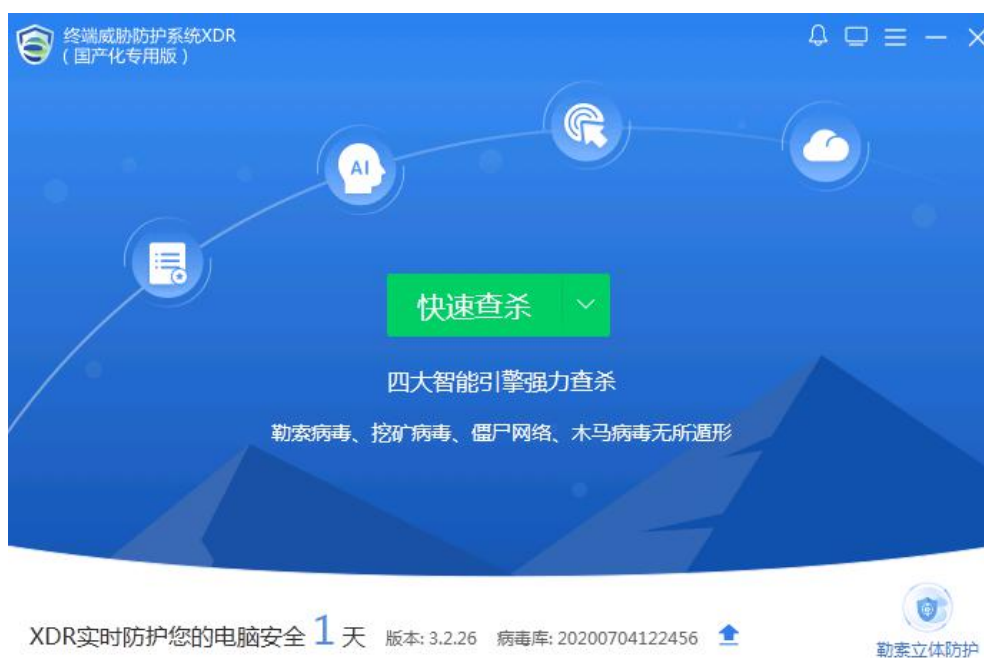 终端威胁防护系统XDR
（国产化专用版）
AI
快速查杀
四大智能引擎强力查杀
勒索病毒、挖矿病毒、僵尸网络、木马病毒无所遁形
XDR实时防护您的电脑安全 1 天 版本: 3.2.26 病毒库: 20200704122456
勒索立体防护